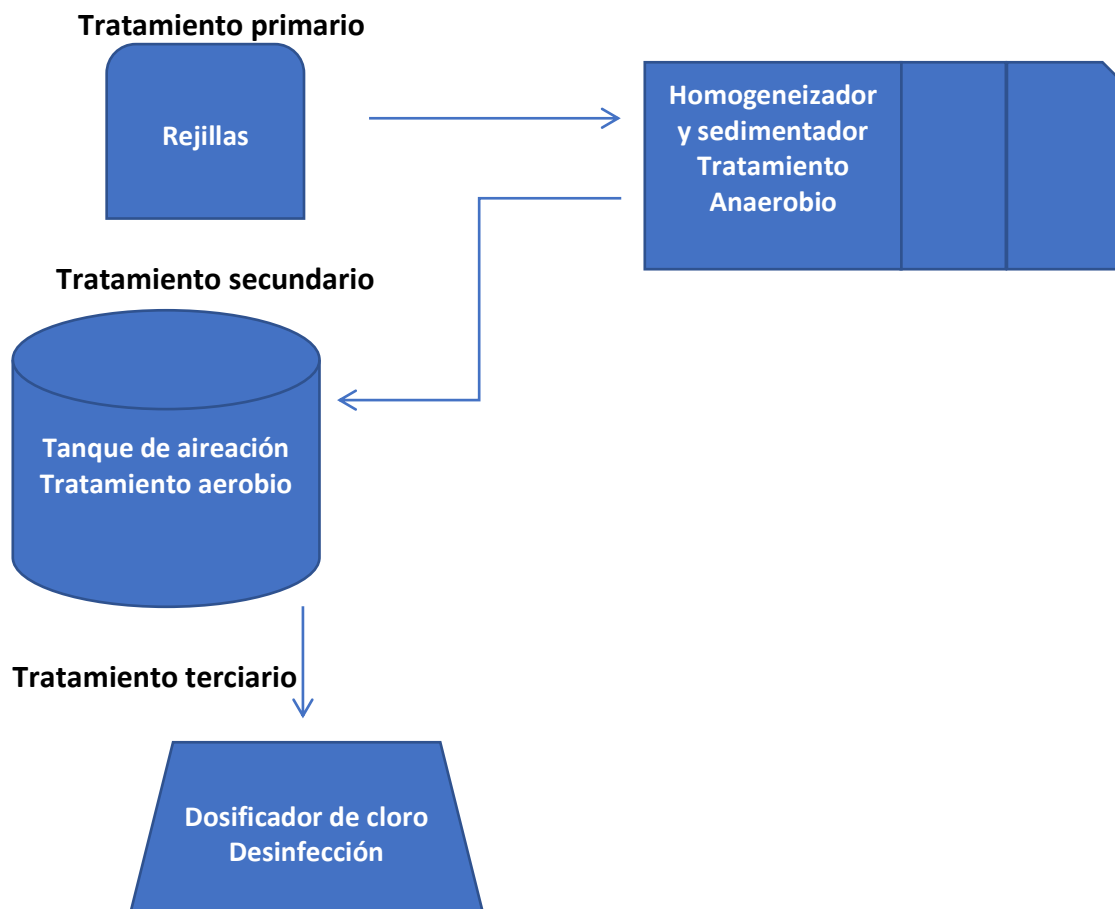 Tratamiento primario
Rejillas
Homogeneizador
y sedimentador
Tratamiento
Anaerobio
Tratamiento secundario
Tanque de aireación
Tratamiento aerobio
Tratamiento terciario
Dosificador de cloro
Desinfección